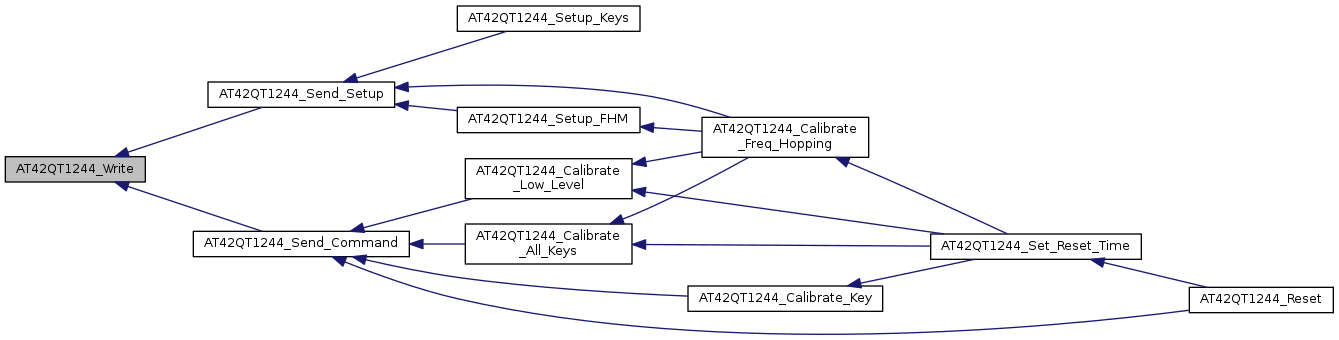 AT42QT1244_Setup_Keys
AT42QT1244_Send_Setup
AT42QT1244_Setup_FHM
AT42QT1244_Calibrate
_Freq_Hopping
AT42QT1244_Write
AT42QT1244_Calibrate
_Low_Level
AT42QT1244_Send_Command
AT42QT1244_Calibrate
_All_Keys
AT42QT1244_Set_Reset_Time
AT42QT1244_Calibrate_Key
AT42QT1244_Reset